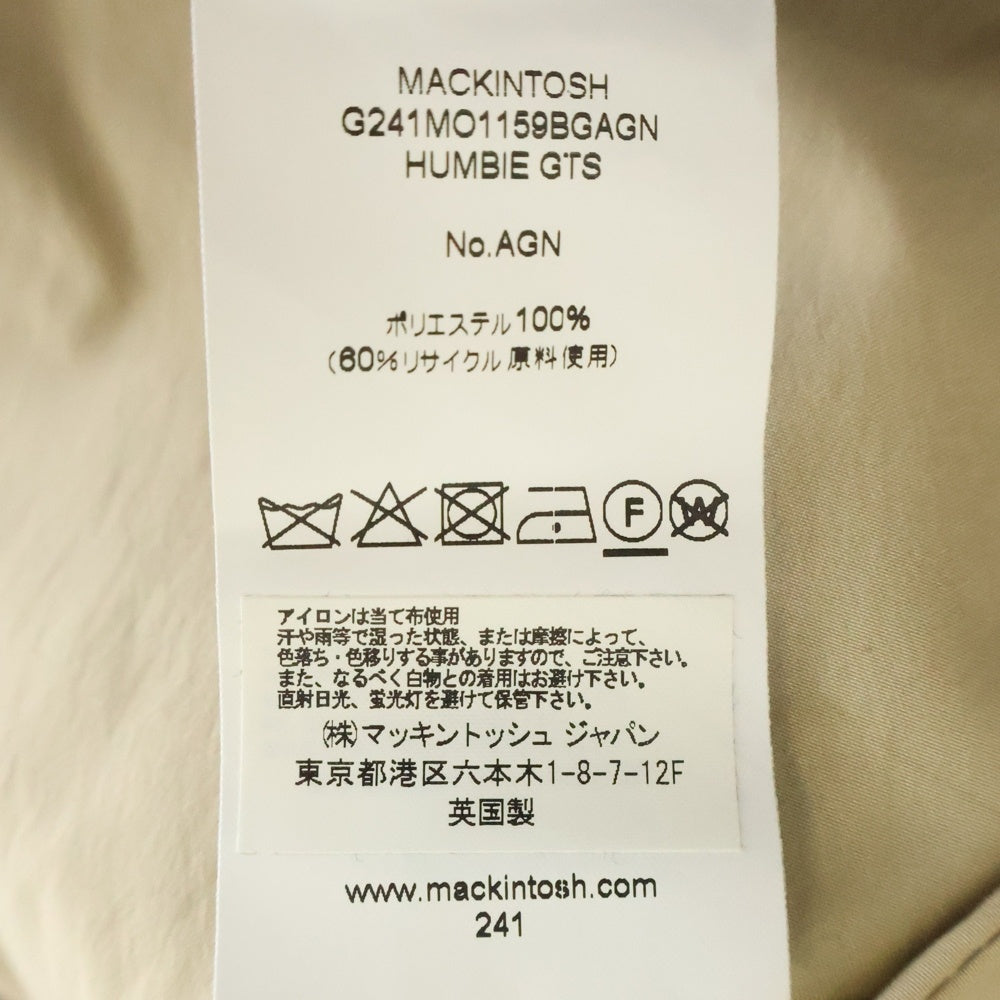 MACKINTOSH
G241MO1159BGAGN
HUMBIE GTS
No.AGN
ポリエステル100%
(60%リサイクル原料使用)
F W
アイロンは当て布使用
汗や雨等で湿った状態、または摩擦によって、
色落ち・色移りする事がありますので、ご注意下さい。
また、なるべく白物との着用はお避け下さい。
直射日光、蛍光灯を避けて保管下さい。
(株)マッキントッシュ ジャパン
東京都港区六本木1-8-7-12F
英国製
www.mackintosh.com
241